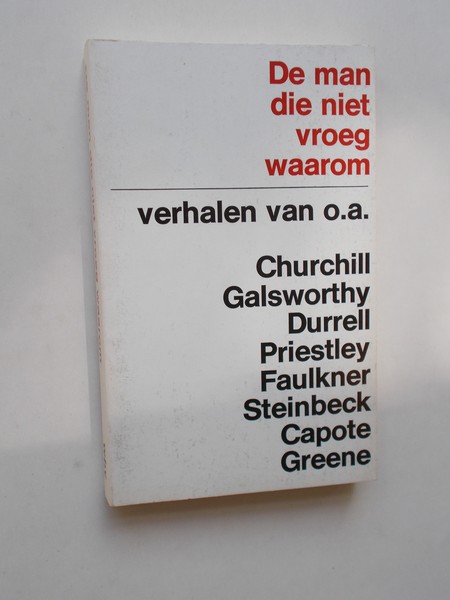 De man
die niet
vroeg
waarom
verhalen van o.a.
Churchill
Galsworthy
Durrell
Priestley
Faulkner
Steinbeck
Capote
Greene